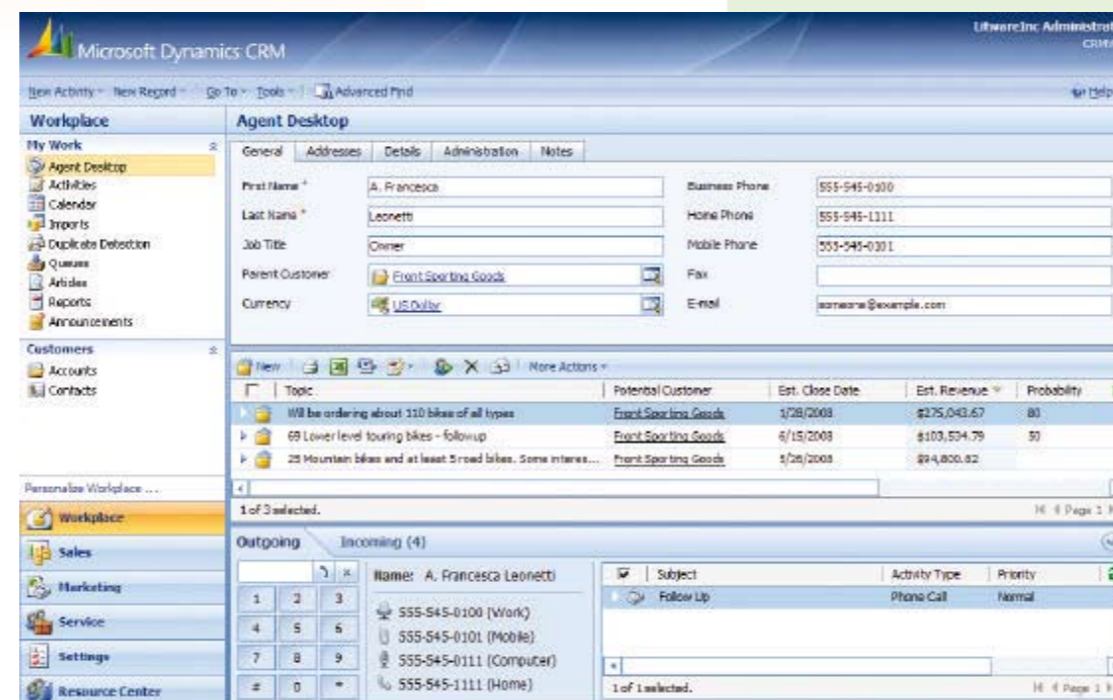 LitwareInc Administrat
CRM
Microsoft Dynamics CRM
New Activity New Record Go To Tools Advanced Find Help
Workplace
My Work
Agent Desktop
Activities
Calendar
Imports
Duplicate Detection
Queues
Articles
Reports
Announcements
Customers
Accounts
Contacts
Personalize Workplace ...
Workplace
Sales
Marketing
Service
Settings
Resource Center
Agent Desktop
General Addresses Details Administration Notes
First Name * A. Francesca Business Phone 555-545-0100
Last Name * Leonetti Home Phone 555-545-1111
Job Title Owner Mobile Phone 555-545-0101
Parent Customer Front Sporting Goods Fax
Currency US Dollar E-mail someone@example.com
New More Actions
Topic Potential Customer Est. Close Date Est. Revenue Probability
Will be ordering about 110 bikes of all types Front Sporting Goods 1/28/2008 $275,043.67 80
69 Lower level touring bikes - followup Front Sporting Goods 6/15/2008 $103,534.79 50
25 Mountain bikes and at least 5 road bikes. Some interes... Front Sporting Goods 5/26/2008 $94,800.82
1 of 3 selected. Page 1
Outgoing Incoming (4)
1 2 3
4 5 6
7 8 9
# 0 *
Name: A. Francesca Leonetti
555-545-0100 (Work)
555-545-0101 (Mobile)
555-545-0111 (Computer)
555-545-1111 (Home)
Subject Activity Type Priority
Follow Up Phone Call Normal
1 of 1 selected. Page 1